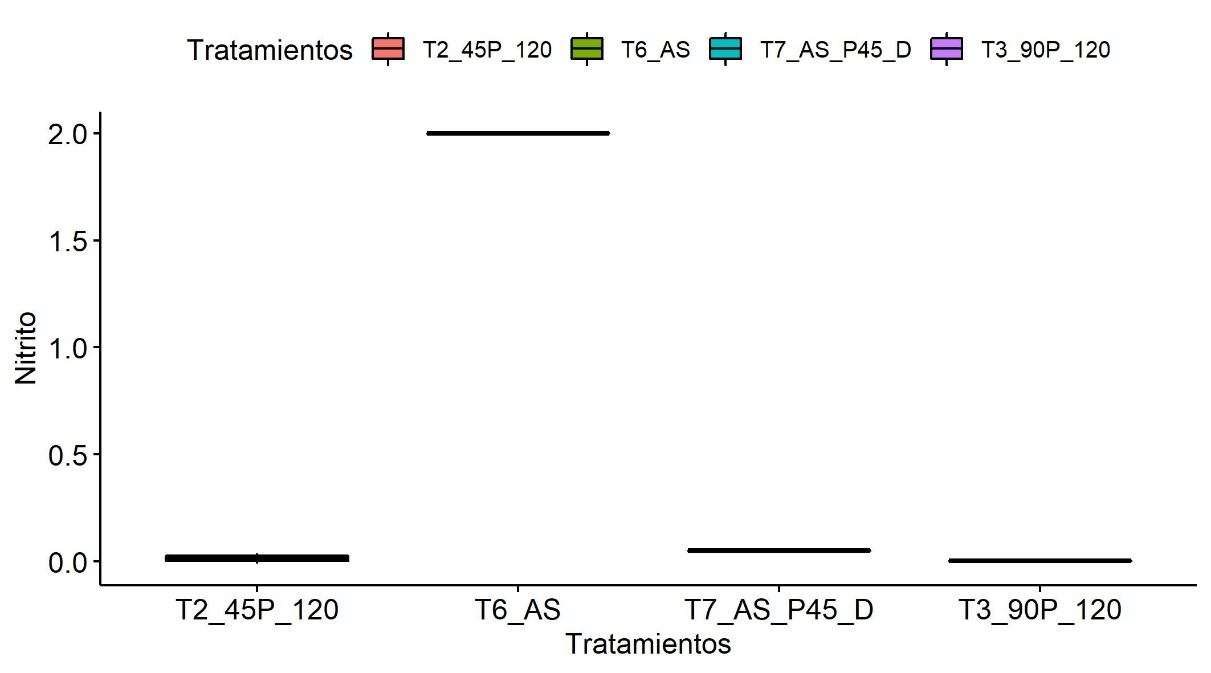 Tratamientos T2_45P_120 T6_AS T7_AS_P45_D T3_90P_120
2.0
1.5
1.0
0.5
0.0
Nitrito
T2_45P_120 T6_AS T7_AS_P45_D T3_90P_120
Tratamientos